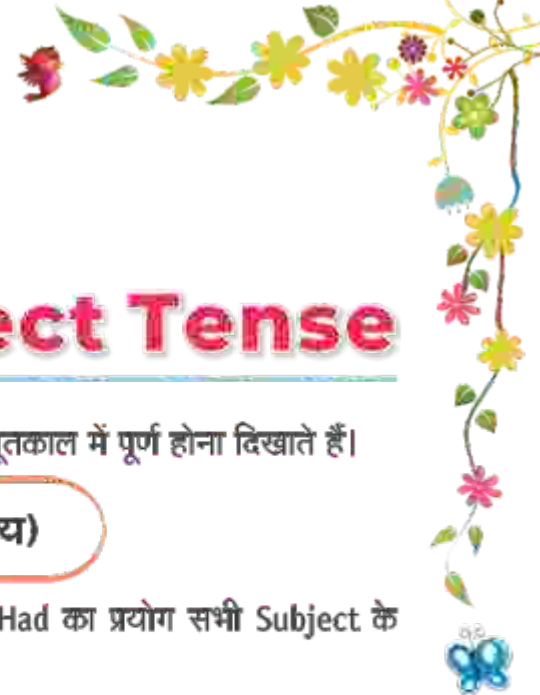 ect Tense
तकाल में पूर्ण होना दिखाते हैं।
य)
Had का प्रयोग सभी Subject के